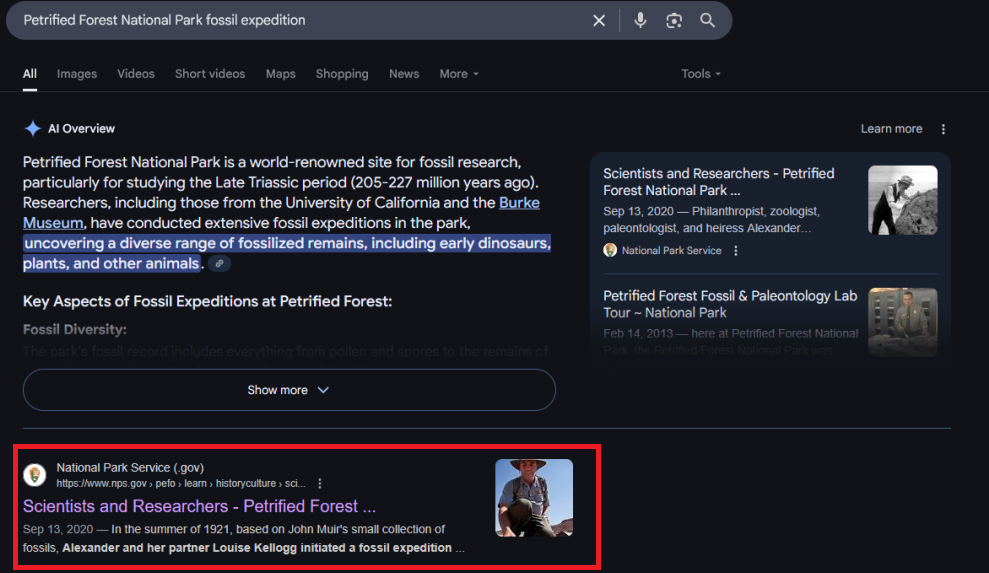 Petrified Forest National Park fossil expedition
All Images Videos Short videos Maps Shopping News More Tools
AI Overview
Learn more
Petrified Forest National Park is a world-renowned site for fossil research,
particularly for studying the Late Triassic period (205-227 million years ago).
Researchers, including those from the University of California and the Burke
Museum, have conducted extensive fossil expeditions in the park,
uncovering a diverse range of fossilized remains, including early dinosaurs,
plants, and other animals.
Key Aspects of Fossil Expeditions at Petrified Forest:
Fossil Diversity:
The park's fossil record includes everything from pollen and spores to the remains of
Show more
Scientists and Researchers - Petrified
Forest National Park ...
Sep 13, 2020 — Philanthropist, zoologist,
paleontologist, and heiress Alexander...
National Park Service
Petrified Forest Fossil & Paleontology Lab
Tour ~ National Park
Feb 14, 2013 — here at Petrified Forest National
Park, the Petrified Forest National Park was...
National Park Service (.gov)
https://www.nps.gov › pefo › learn › historyculture › sci...
Scientists and Researchers - Petrified Forest ...
Sep 13, 2020 — In the summer of 1921, based on John Muir's small collection of
fossils, Alexander and her partner Louise Kellogg initiated a fossil expedition ...